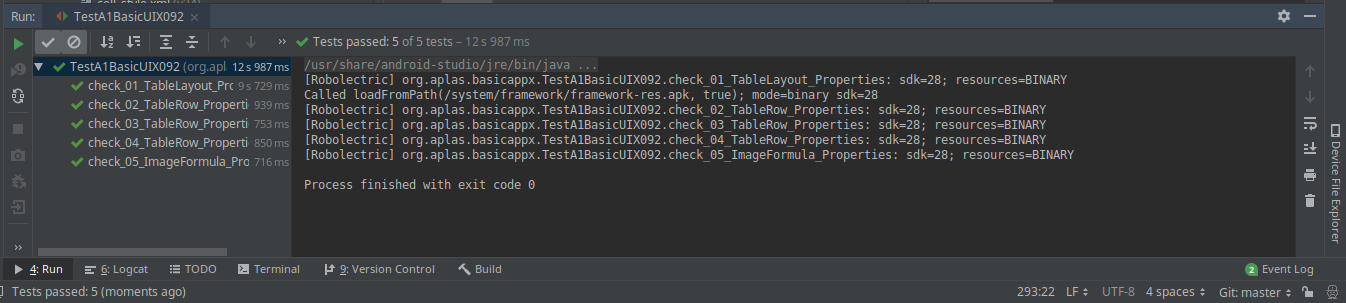 Run: TestA1BasicUIX092
Tests passed: 5 of 5 tests – 12 s 987 ms
TestA1BasicUIX092 (org.apl 12 s 987 ms
check_01_TableLayout_Pro 9 s 729 ms
check_02_TableRow_Properti 939 ms
check_03_TableRow_Properti 753 ms
check_04_TableRow_Properti 850 ms
check_05_ImageFormula_Pro 716 ms
/usr/share/android-studio/jre/bin/java ...
[Robolectric] org.aplas.basicappx.TestA1BasicUIX092.check_01_TableLayout_Properties: sdk=28; resources=BINARY
Called loadFromPath(/system/framework/framework-res.apk, true); mode=binary sdk=28
[Robolectric] org.aplas.basicappx.TestA1BasicUIX092.check_02_TableRow_Properties: sdk=28; resources=BINARY
[Robolectric] org.aplas.basicappx.TestA1BasicUIX092.check_03_TableRow_Properties: sdk=28; resources=BINARY
[Robolectric] org.aplas.basicappx.TestA1BasicUIX092.check_04_TableRow_Properties: sdk=28; resources=BINARY
[Robolectric] org.aplas.basicappx.TestA1BasicUIX092.check_05_ImageFormula_Properties: sdk=28; resources=BINARY
Process finished with exit code 0
Device File Explorer
4: Run 6: Logcat TODO Terminal 9: Version Control Build 2 Event Log
Tests passed: 5 (moments ago) 293:22 LF UTF-8 4 spaces Git: master